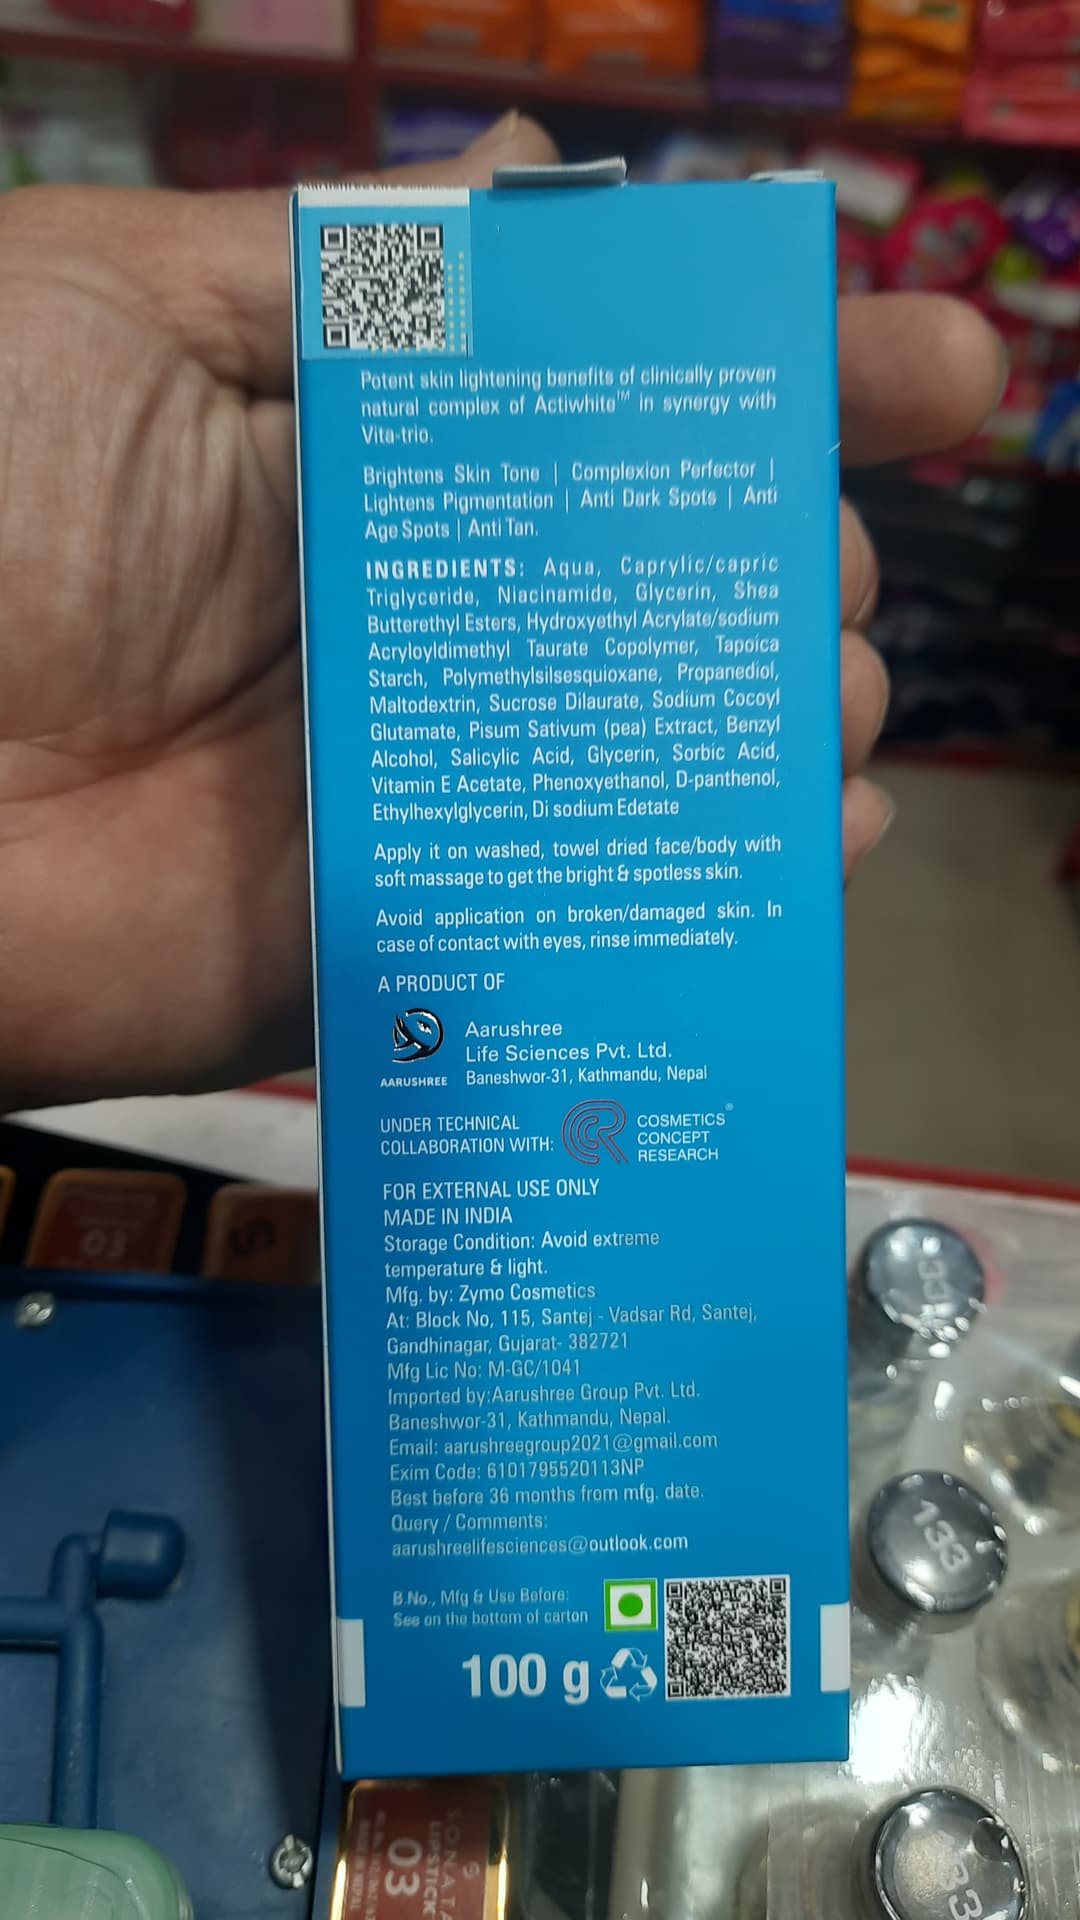 Potent skin lightening benefits of clinically proven
natural complex of Actiwhite™ in synergy with
Vita-trio.
Brightens Skin Tone | Complexion Perfector |
Lightens Pigmentation | Anti Dark Spots | Anti
Age Spots | Anti Tan.
INGREDIENTS: Aqua, Caprylic/capric
Triglyceride, Niacinamide, Glycerin, Shea
Butterethyl Esters, Hydroxyethyl Acrylate/sodium
Acryloyldimethyl Taurate Copolymer, Tapoica
Starch, Polymethylsilsesquioxane, Propanediol,
Maltodextrin, Sucrose Dilaurate, Sodium Cocoyl
Glutamate, Pisum Sativum (pea) Extract, Benzyl
Alcohol, Salicylic Acid, Glycerin, Sorbic Acid,
Vitamin E Acetate, Phenoxyethanol, D-panthenol,
Ethylhexylglycerin, Di sodium Edetate
Apply it on washed, towel dried face/body with
soft massage to get the bright & spotless skin.
Avoid application on broken/damaged skin. In
case of contact with eyes, rinse immediately.
A PRODUCT OF
Aarushree
Life Sciences Pvt. Ltd.
AARUSHREE Baneshwor-31, Kathmandu, Nepal
UNDER TECHNICAL
COLLABORATION WITH:
COSMETICS®
CONCEPT
RESEARCH
FOR EXTERNAL USE ONLY
MADE IN INDIA
Storage Condition: Avoid extreme
temperature & light.
Mfg. by: Zymo Cosmetics
At: Block No, 115, Santej - Vadsar Rd, Santej,
Gandhinagar, Gujarat- 382721
Mfg Lic No: M-GC/1041
Imported by:Aarushree Group Pvt. Ltd.
Baneshwor-31, Kathmandu, Nepal.
Email: aarushreegroup2021@gmail.com
Exim Code: 6101795520113NP
Best before 36 months from mfg. date.
Query / Comments:
aarushreelifesciences@outlook.com
B.No., Mfg & Use Before:
See on the bottom of carton
100 g
03
133
133
33
SONATA
LIPSTICK
03